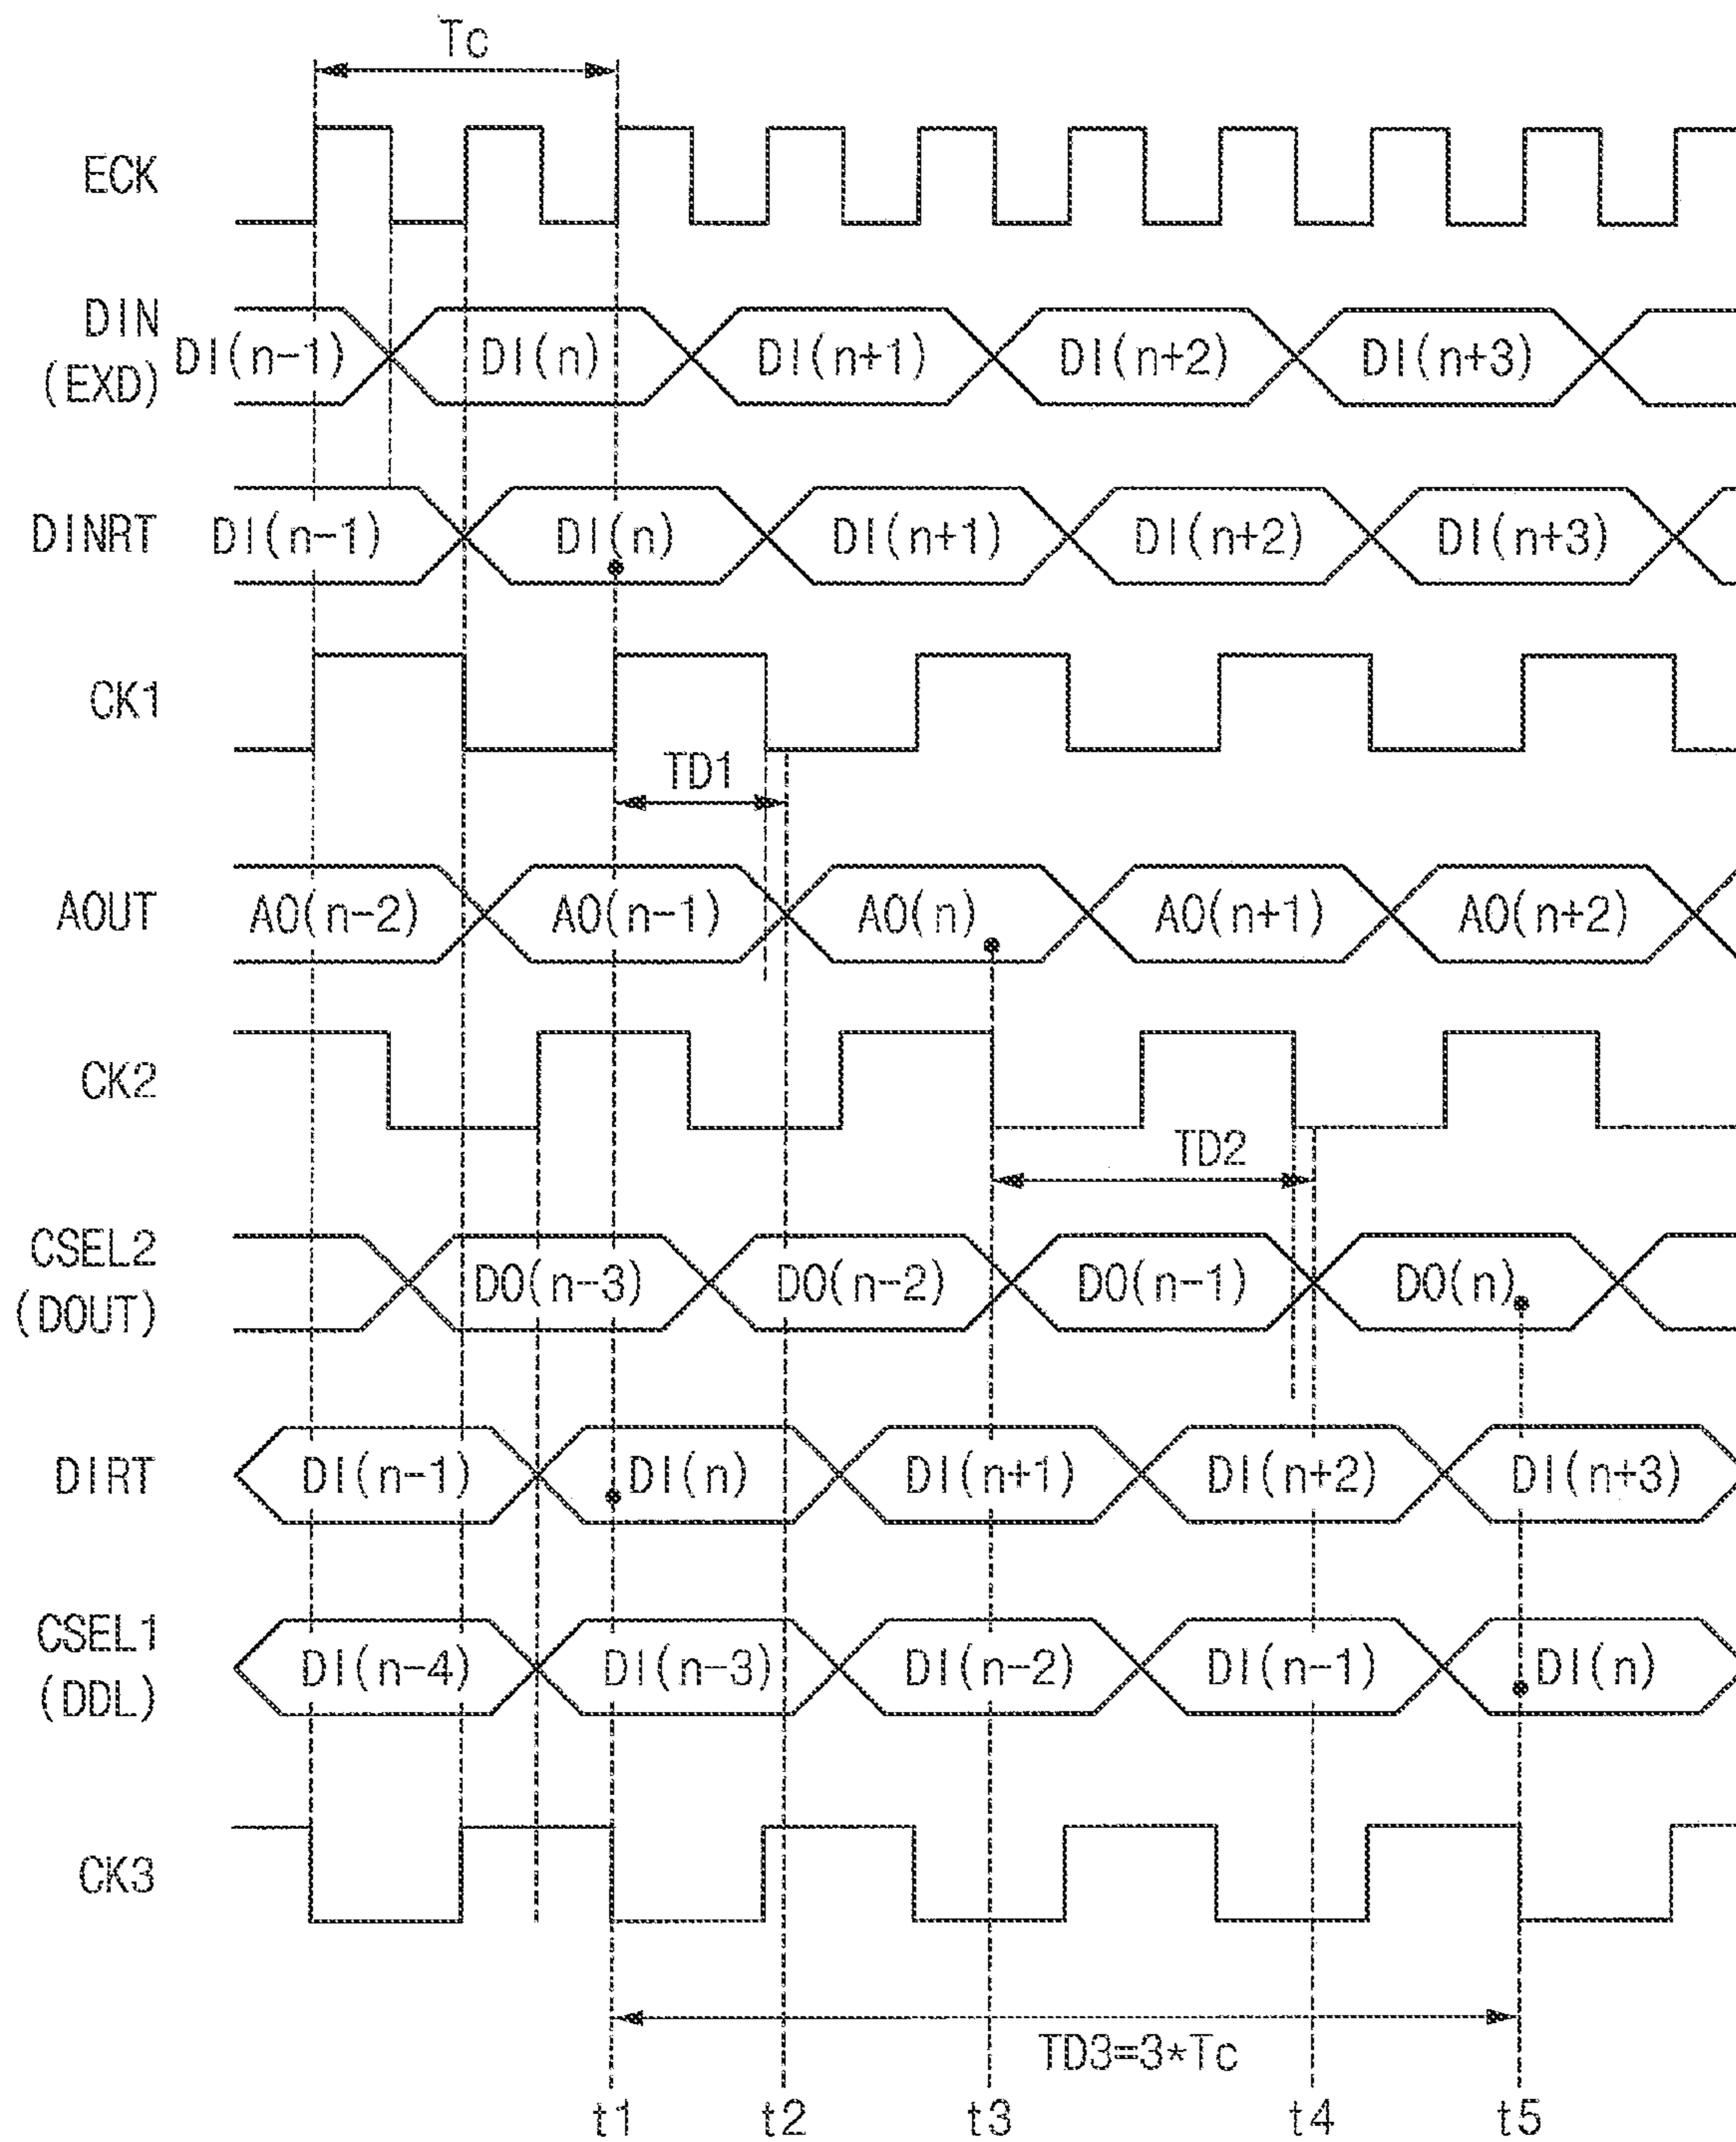 Tc
ECK
DIN
(EXD)
DI(n-1) DI(n) DI(n+1) DI(n+2) DI(n+3)
DINRT DI(n-1) DI(n) DI(n+1) DI(n+2) DI(n+3)
CK1
TD1
AOUT AO(n-2) AO(n-1) AO(n) AO(n+1) AO(n+2)
CK2
TD2
CSEL2
(DOUT)
DO(n-3) DO(n-2) DO(n-1) DO(n)
DIRT DI(n-1) DI(n) DI(n+1) DI(n+2) DI(n+3)
CSEL1
(DDL)
DI(n-4) DI(n-3) DI(n-2) DI(n-1) DI(n)
CK3
TD3=3*Tc
t1 t2 t3 t4 t5